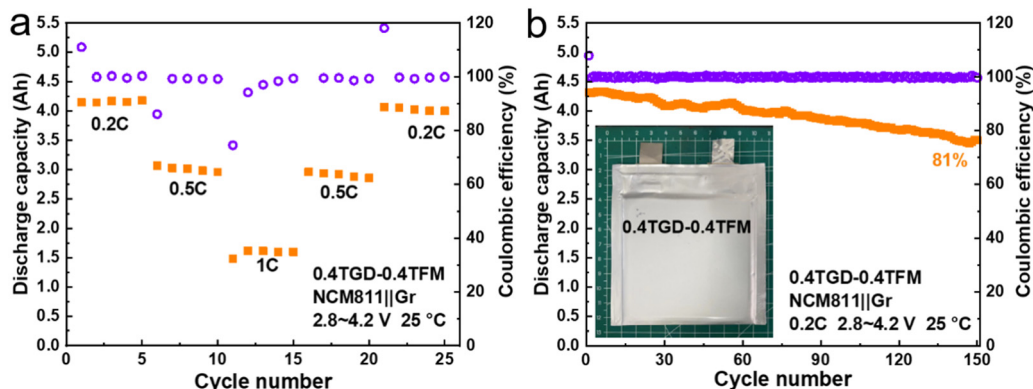 a
Discharge capacity (Ah)
5.5
5.0
4.5
4.0
3.5
3.0
2.5
2.0
1.5
1.0
0.5
0.0
0.2C
0.5C
1C
0.5C
0.2C
0.4TGD-0.4TFM
NCM811||Gr
2.8~4.2 V 25 °C
0 5 10 15 20 25
Cycle number
120
100
80
60
40
20
0
Coulombic efficiency (%)
b
Discharge capacity (Ah)
5.5
5.0
4.5
4.0
3.5
3.0
2.5
2.0
1.5
1.0
0.5
0.0
81%
0.4TGD-0.4TFM
0.4TGD-0.4TFM
NCM811||Gr
0.2C 2.8~4.2 V 25 °C
0 30 60 90 120 150
Cycle number
120
100
80
60
40
20
0
Coulombic efficiency (%)